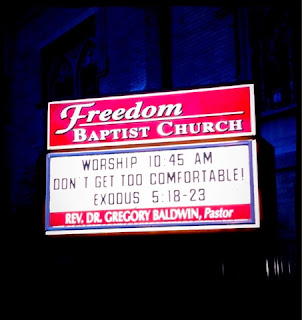 Freedom
BAPTIST CHURCH
WORSHIP 10:45 AM
DON'T GET TOO COMFORTABLE!
EXODUS 5:18-23
REV. DR. GREGORY BALDWIN, Pastor